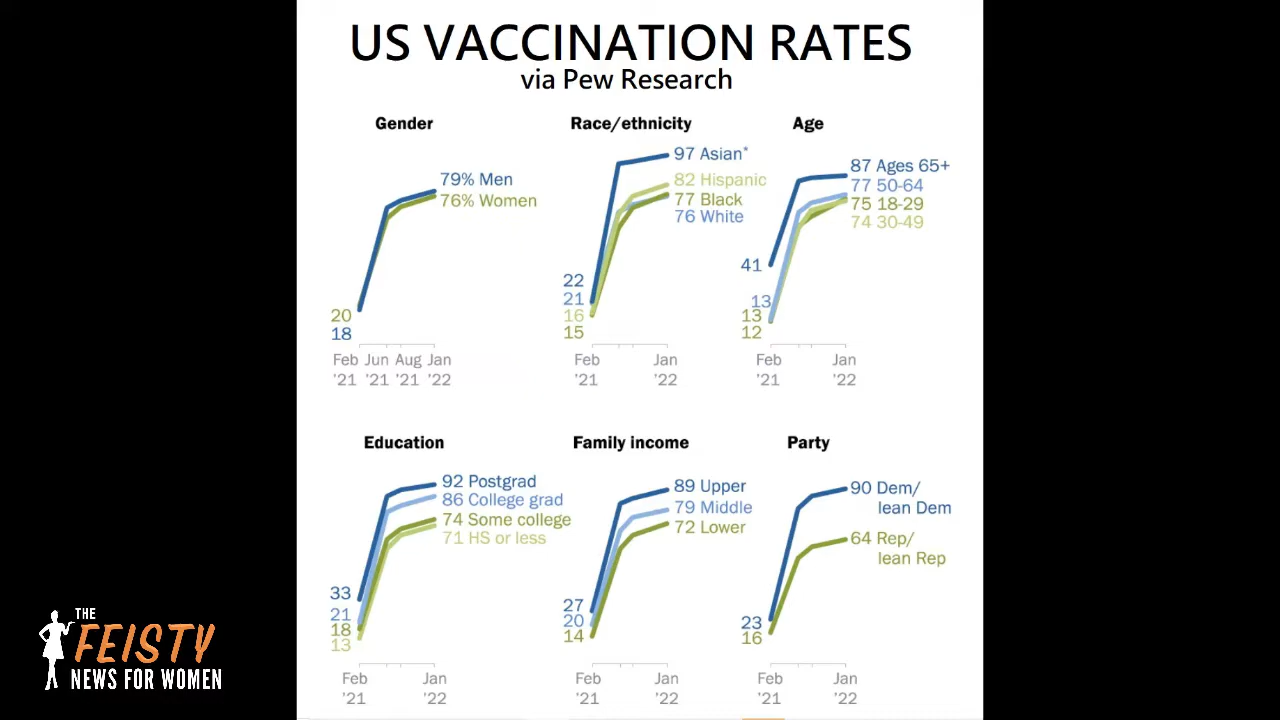 US VACCINATION RATES
via Pew Research
Gender
79% Men
76% Women
20
18
Feb Jun Aug Jan
'21 '21 '21 '22
Race/ethnicity
97 Asian*
82 Hispanic
77 Black
76 White
22
21
16
15
Feb Jan
'21 '22
Age
87 Ages 65+
77 50-64
75 18-29
74 30-49
41
13
13
12
Feb Jan
'21 '22
Education
92 Postgrad
86 College grad
74 Some college
71 HS or less
33
21
18
13
Feb Jan
'21 '22
Family income
89 Upper
79 Middle
72 Lower
27
20
14
Feb Jan
'21 '22
Party
90 Dem/
lean Dem
64 Rep/
lean Rep
23
16
Feb Jan
'21 '22
THE
FEISTY
NEWS FOR WOMEN